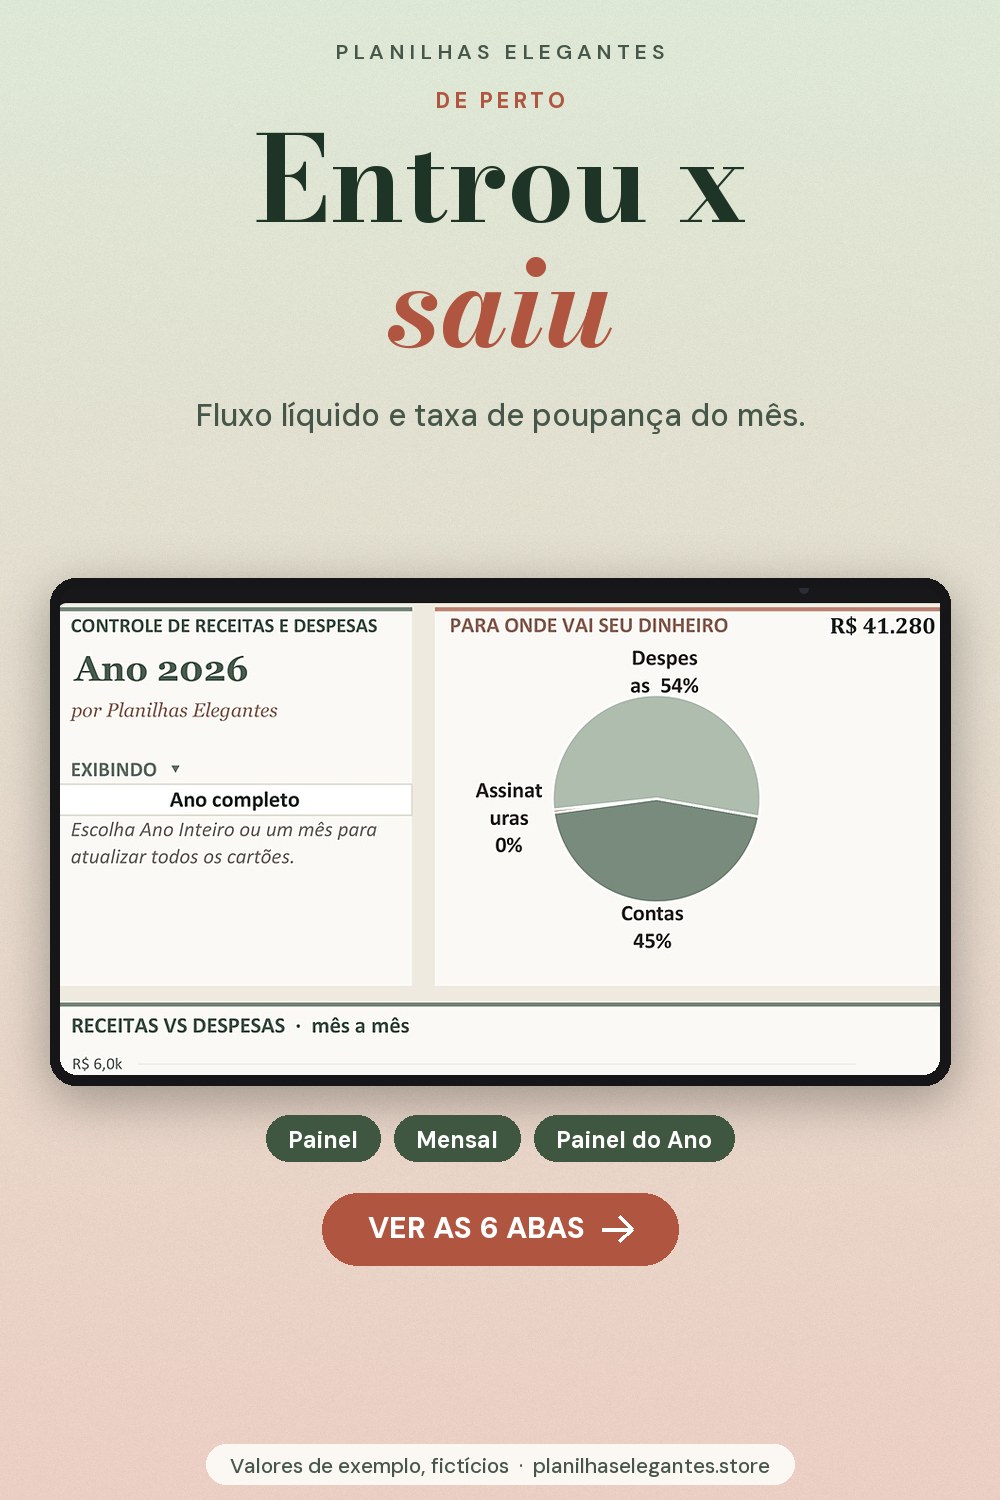 PLANILHAS ELEGANTES
DE PERTO
Entrou x
saiu
Fluxo líquido e taxa de poupança do mês.
CONTROLE DE RECEITAS E DESPESAS
Ano 2026
por Planilhas Elegantes
EXIBINDO ▼
Ano completo
Escolha Ano Inteiro ou um mês para
atualizar todos os cartões.
PARA ONDE VAI SEU DINHEIRO
R$ 41.280
Despes
as 54%
Assinat
uras
0%
Contas
45%
RECEITAS VS DESPESAS · mês a mês
R$ 6,0k
Painel
Mensal
Painel do Ano
VER AS 6 ABAS →
Valores de exemplo, fictícios · planilhaselegantes.store